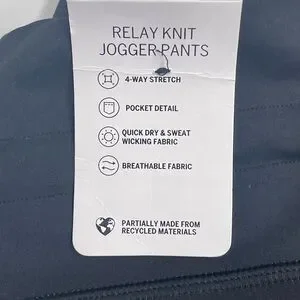 RELAY KNIT
JOGGER PANTS
4-WAY STRETCH
POCKET DETAIL
QUICK DRY & SWEAT
WICKING FABRIC
BREATHABLE FABRIC
PARTIALLY MADE FROM
RECYCLED MATERIALS